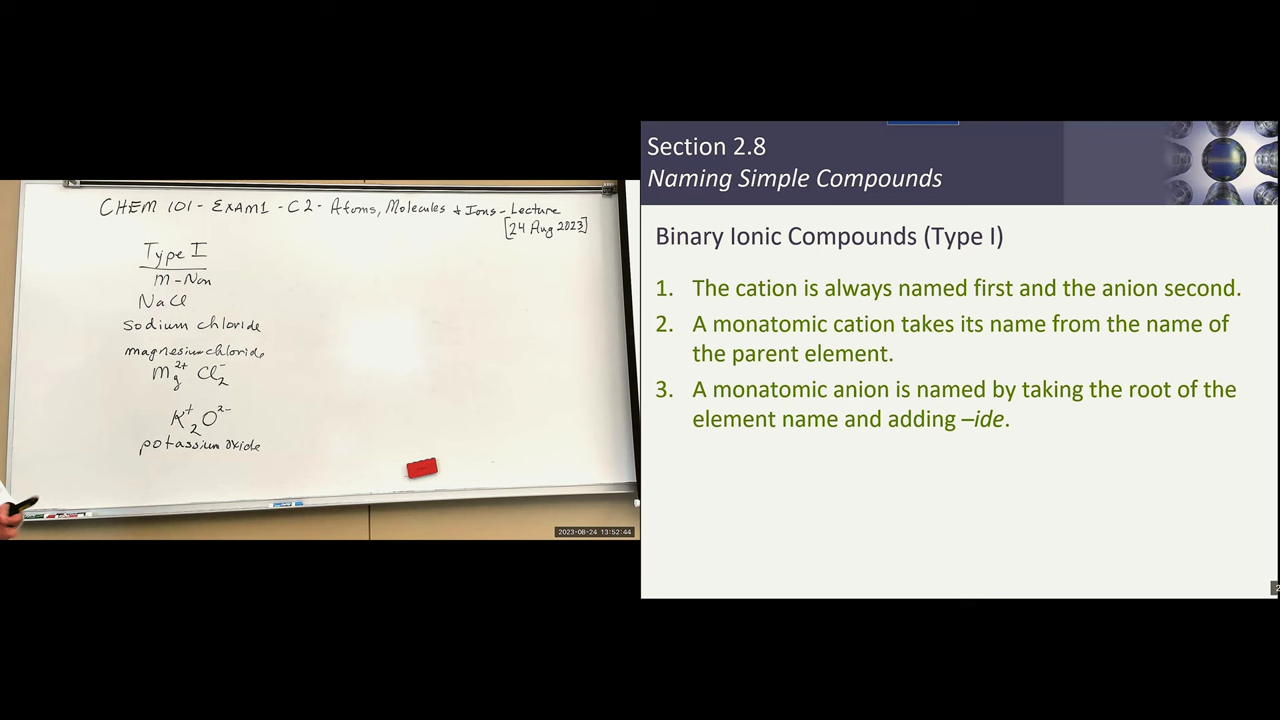 CHEM 101 - EXAM1 - C2 - Atoms, Molecules & Ions - Lecture
[24 Aug 2023]
Type I
m - Non
NaCl
Sodium chloride
magnesium chloride
Mg²⁺ Cl₂⁻
K₂⁺O²⁻
potassium oxide
2023-08-24 13:52:44
Section 2.8
Naming Simple Compounds
Binary Ionic Compounds (Type I)
1. The cation is always named first and the anion second.
2. A monatomic cation takes its name from the name of
the parent element.
3. A monatomic anion is named by taking the root of the
element name and adding –ide.